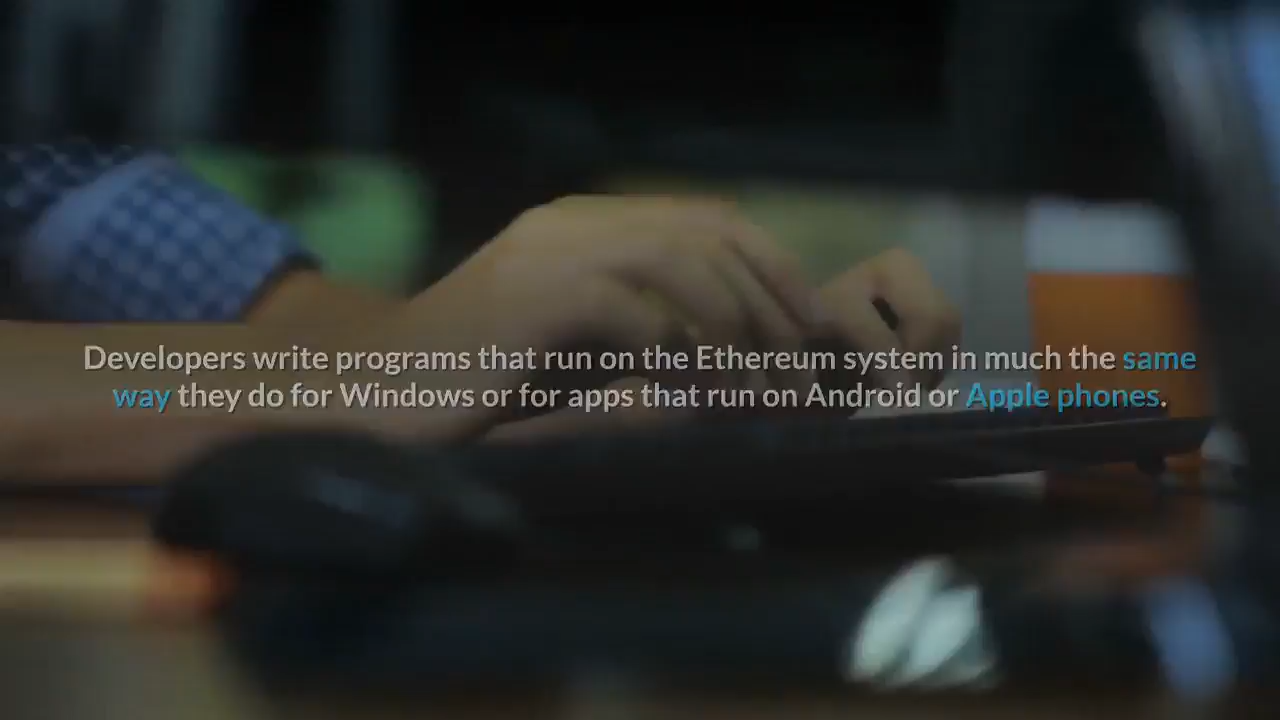 Developers write programs that run on the Ethereum system in much the same
way they do for Windows or for apps that run on Android or Apple phones.